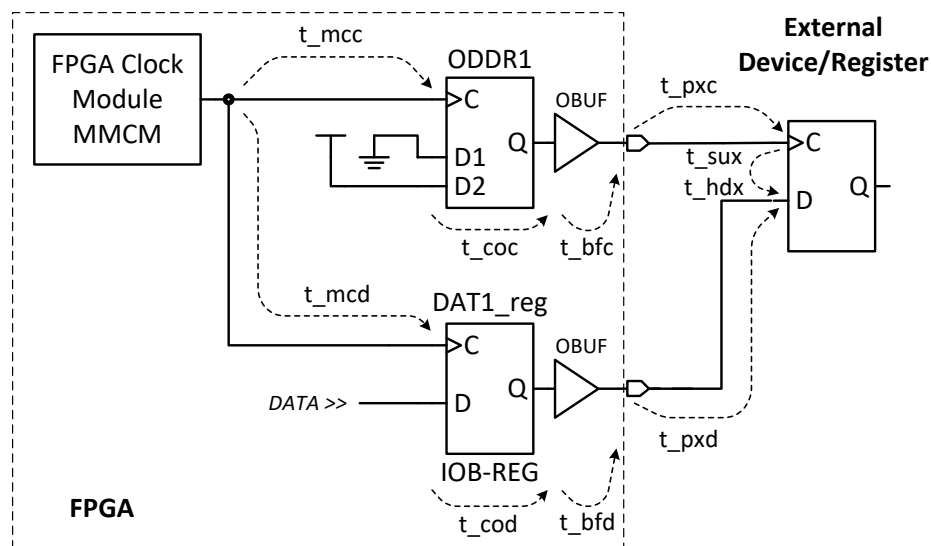 External
Device/Register
t_mcc
ODDR1
FPGA Clock
Module
MMCM
C
OBUF
t_pxc
D1
Q
D2
C
t_sux
t_hdx
Q
D
t_coc
t_bfc
t_mcd
DAT1_reg
C
OBUF
Q
DATA >>
D
t_pxd
IOB-REG
FPGA
t_cod
t_bfd